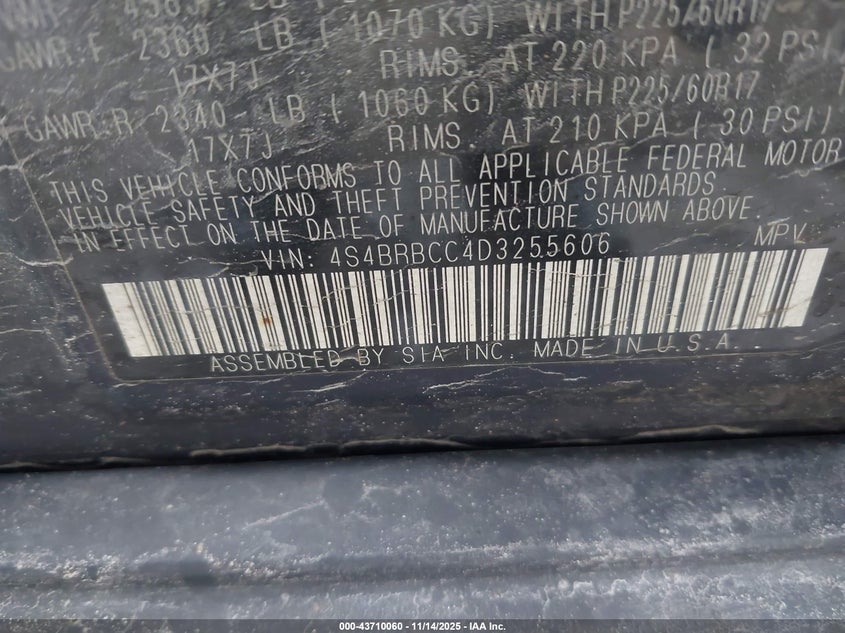 GAWR F 2360 LB ( 1070 KG) WITH P225/60R17
17X7J RIMS. AT 220 KPA ( 32 PSI)
GAWR R 2340 LB ( 1060 KG) WITH P225/60R17
17X7J RIMS. AT 210 KPA ( 30 PSI)
THIS VEHICLE CONFORMS TO ALL APPLICABLE FEDERAL MOTOR
VEHICLE SAFETY AND THEFT PREVENTION STANDARDS
IN EFFECT ON THE DATE OF MANUFACTURE SHOWN ABOVE.
VIN: 4S4BRBCC4D3255606 MPV
ASSEMBLED BY SIA INC. MADE IN U.S.A
000-43710060 | 11/14/2025 - IAA Inc.